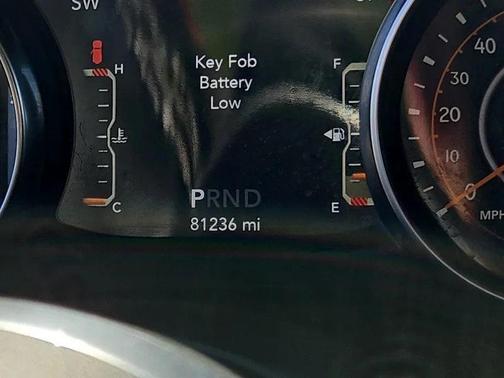 SW
H
Key Fob
Battery
Low
F
C
E
PRND
81236 mi
40
30
20
10
0
MPH